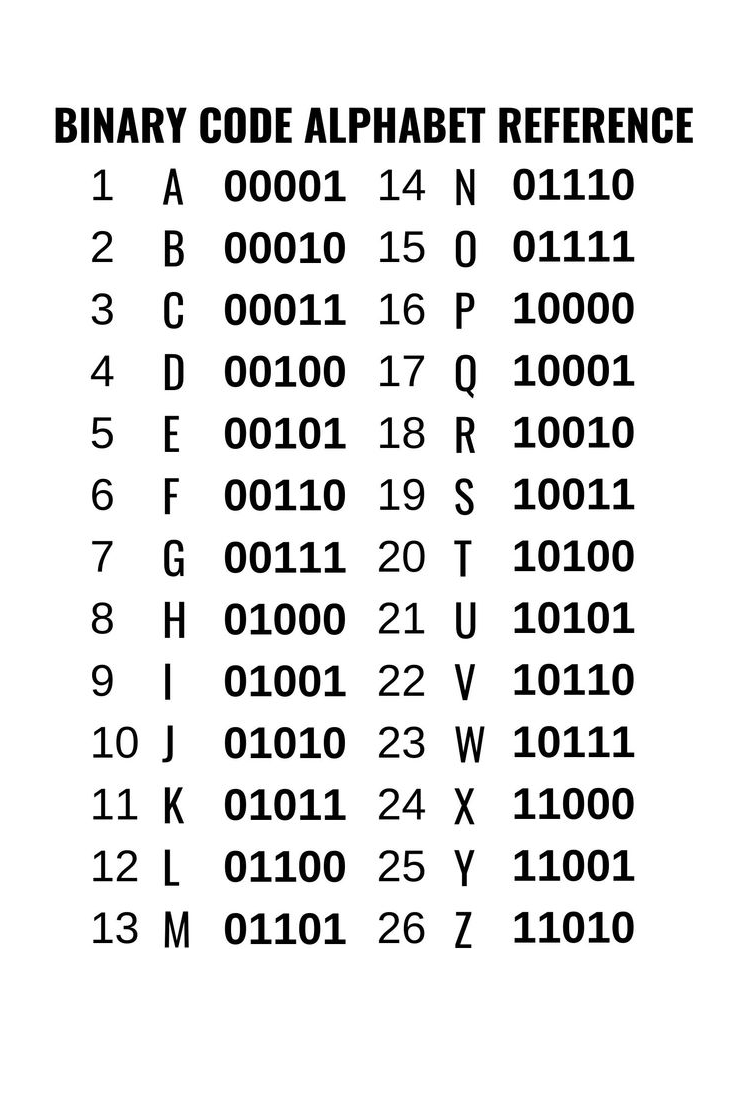 BINARY CODE ALPHABET REFERENCE
1 A 00001 14 N 01110
2 B 00010 15 O 01111
3 C 00011 16 P 10000
4 D 00100 17 Q 10001
5 E 00101 18 R 10010
6 F 00110 19 S 10011
7 G 00111 20 T 10100
8 H 01000 21 U 10101
9 I 01001 22 V 10110
10 J 01010 23 W 10111
11 K 01011 24 X 11000
12 L 01100 25 Y 11001
13 M 01101 26 Z 11010